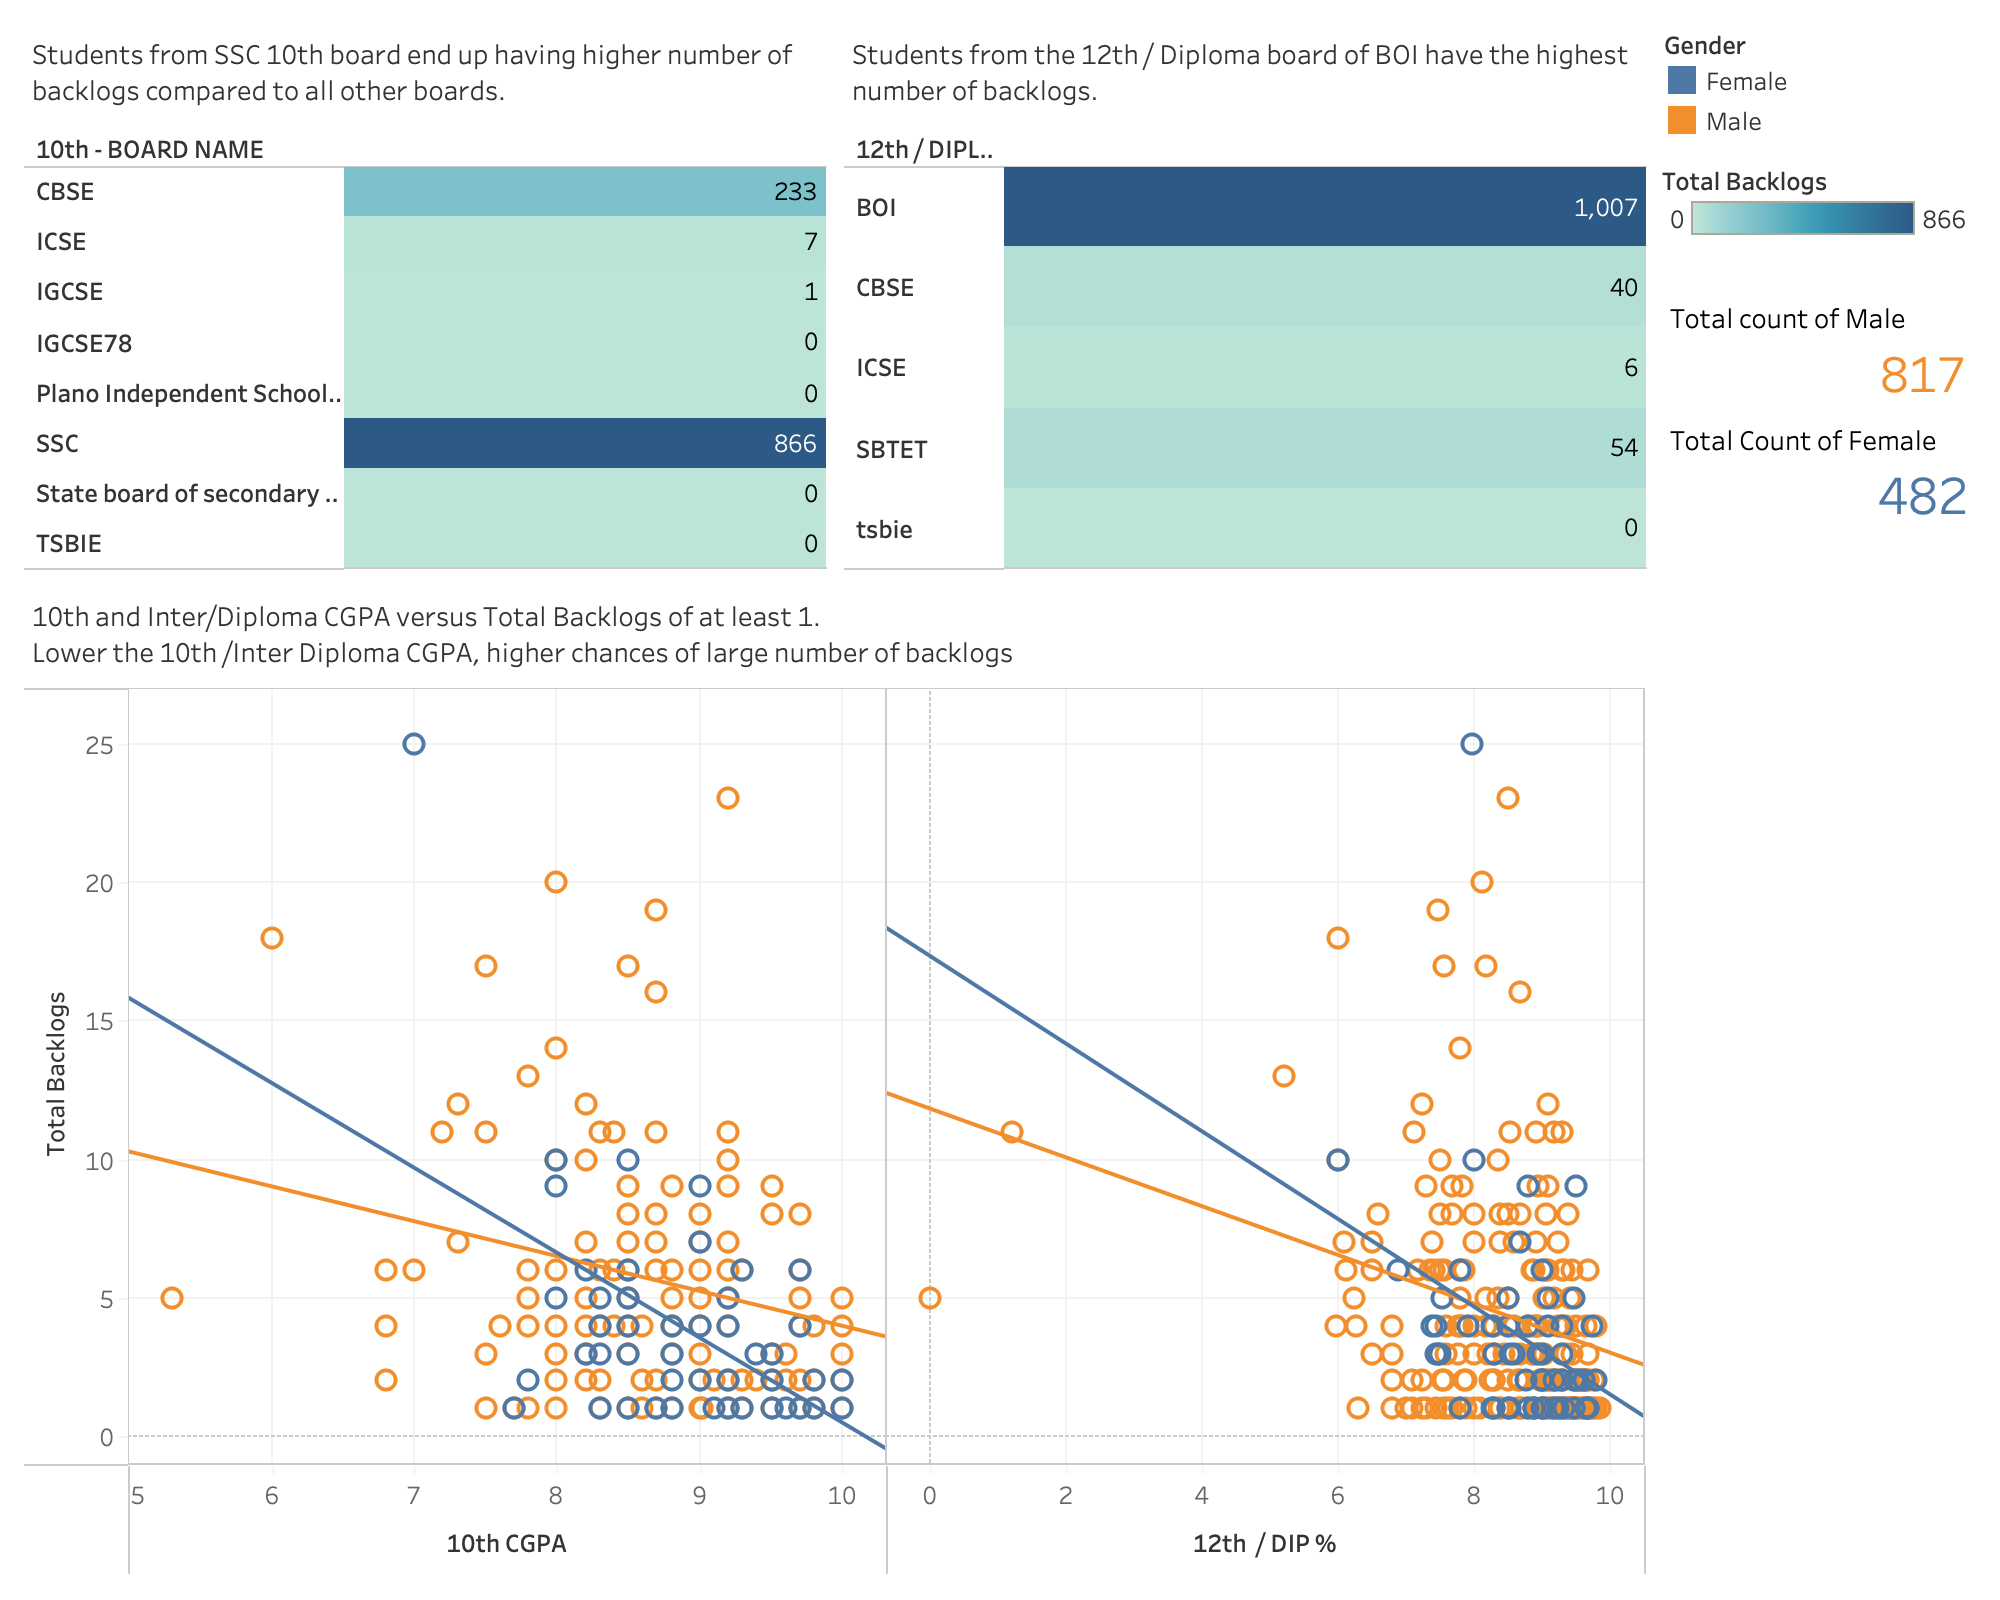 Students from SSC 10th board end up having higher number of
backlogs compared to all other boards.
10th - BOARD NAME
CBSE 233
ICSE 7
IGCSE 1
IGCSE78 0
Plano Independent School.. 0
SSC 866
State board of secondary .. 0
TSBIE 0
Students from the 12th / Diploma board of BOI have the highest
number of backlogs.
12th / DIPL..
BOI 1,007
CBSE 40
ICSE 6
SBTET 54
tsbie 0
Gender
Female
Male
Total Backlogs
0 866
Total count of Male
817
Total Count of Female
482
10th and Inter/Diploma CGPA versus Total Backlogs of at least 1.
Lower the 10th /Inter Diploma CGPA, higher chances of large number of backlogs
Total Backlogs
25
20
15
10
5
0
5 6 7 8 9 10
10th CGPA
0 2 4 6 8 10
12th / DIP %